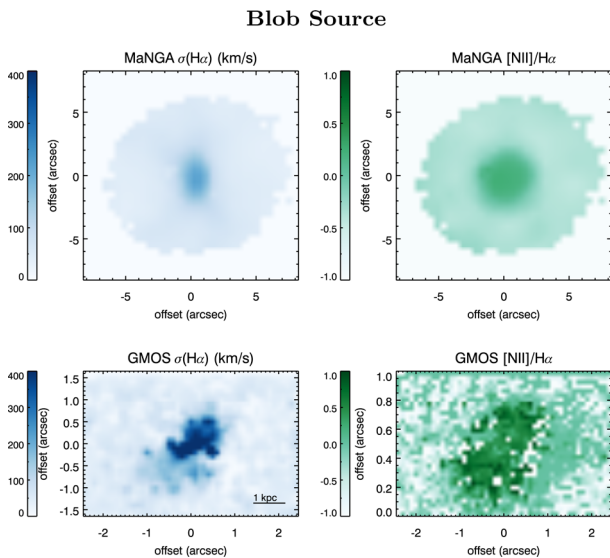 Blob Source
MaNGA σ(Hα) (km/s)
400
300
200
100
0
offset (arcsec)
5
0
-5
-5 0 5
offset (arcsec)
MaNGA [NII]/Hα
1.0
0.5
0.0
-0.5
-1.0
offset (arcsec)
5
0
-5
-5 0 5
offset (arcsec)
GMOS σ(Hα) (km/s)
400
300
200
100
0
offset (arcsec)
1.5
1.0
0.5
0.0
-0.5
-1.0
-1.5
1 kpc
-2 -1 0 1 2
offset (arcsec)
GMOS [NII]/Hα
1.0
0.5
0.0
-0.5
-1.0
offset (arcsec)
1.0
0.8
0.6
0.4
0.2
0.0
-2 -1 0 1 2
offset (arcsec)